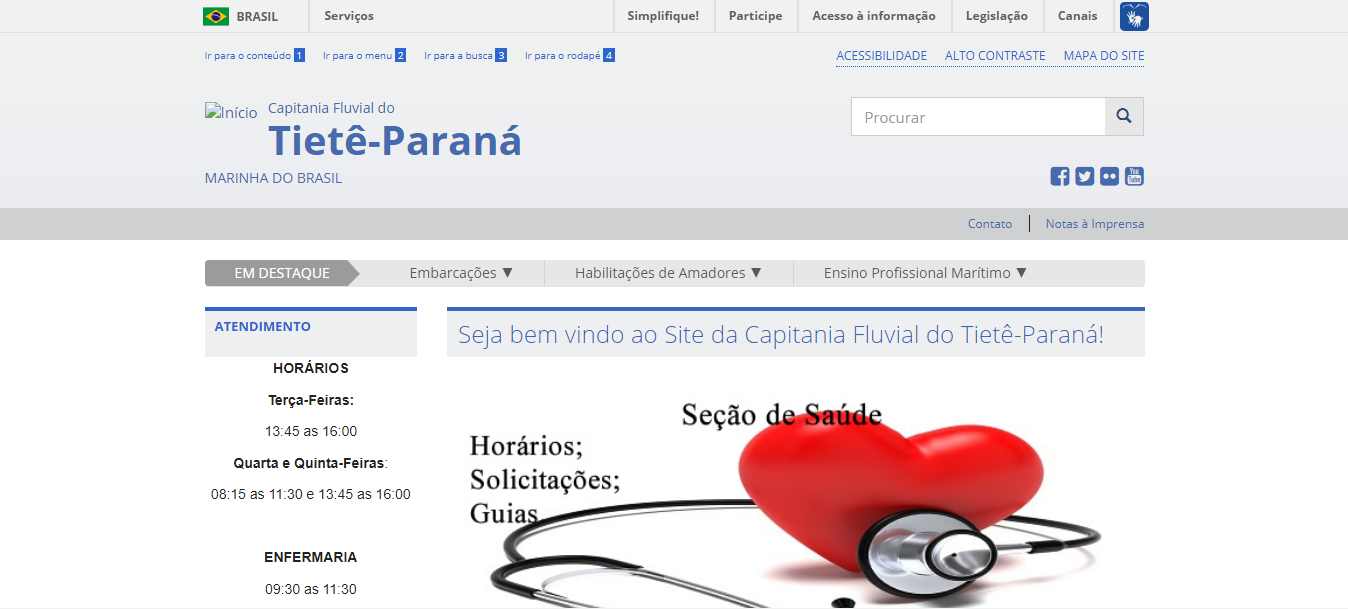 BRASIL Serviços Simplifique! Participe Acesso à informação Legislação Canais
Ir para o conteúdo 1 Ir para o menu 2 Ir para a busca 3 Ir para o rodapé 4 ACESSIBILIDADE ALTO CONTRASTE MAPA DO SITE
Início
Capitania Fluvial do
Tietê-Paraná
MARINHA DO BRASIL
Procurar
You Tube
Contato Notas à Imprensa
EM DESTAQUE Embarcações ▼ Habilitações de Amadores ▼ Ensino Profissional Marítimo ▼
ATENDIMENTO
HORÁRIOS
Terça-Feiras:
13:45 as 16:00
Quarta e Quinta-Feiras:
08:15 as 11:30 e 13:45 as 16:00
ENFERMARIA
09:30 as 11:30
Seja bem vindo ao Site da Capitania Fluvial do Tietê-Paraná!
Seção de Saúde
Horários;
Solicitações;
Guias.